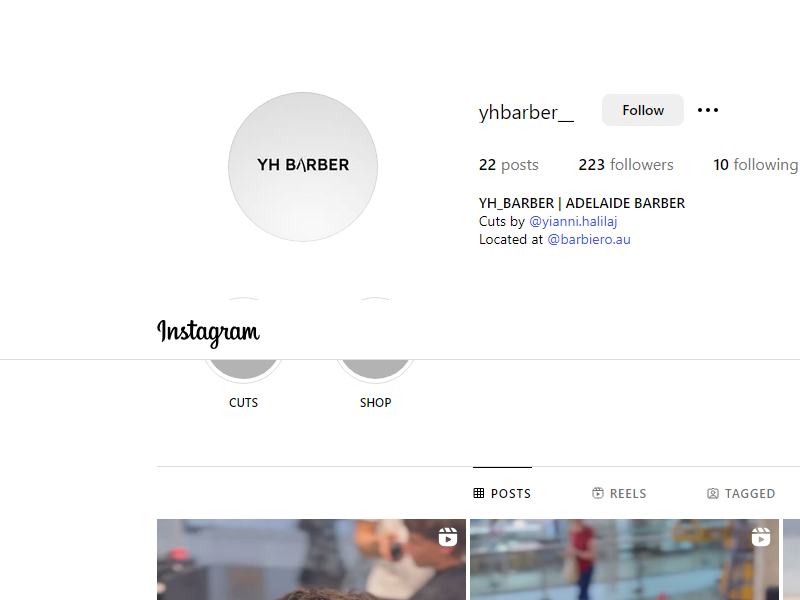 YH BARBER
yhbarber__
Follow
22 posts
223 followers
10 following
YH_BARBER | ADELAIDE BARBER
Cuts by @yianni.halilaj
Located at @barbiero.au
Instagram
CUTS
SHOP
POSTS
REELS
TAGGED